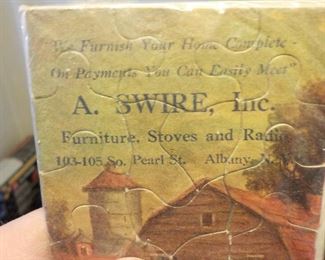 "We Furnish Your Home Complete -
On Payments You Can Easily Meet"
A. SWIRE, Inc.
Furniture, Stoves and Radio
103-105 So. Pearl St. Albany, N.Y.